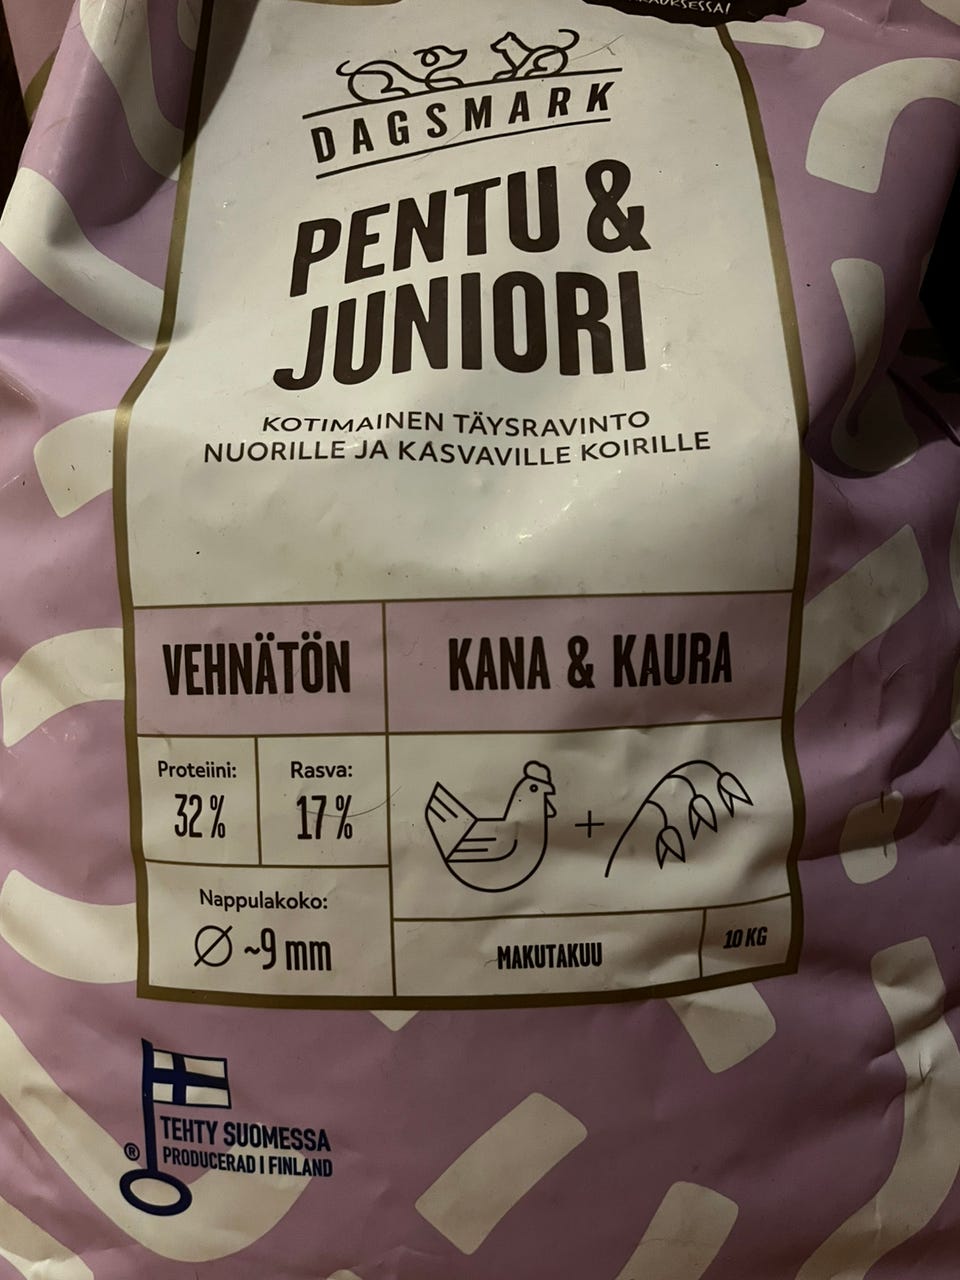 DAGSMARK
PENTU &
JUNIORI
KOTIMAINEN TÄYSRAVINTO
NUORILLE JA KASVAVILLE KOIRILLE
VEHNÄTÖN
KANA & KAURA
Proteiini:
32 %
Rasva:
17 %
Nappulakoko:
Ø ~9 mm
MAKUTAKUU
10 KG
TEHTY SUOMESSA
® PRODUCERAD I FINLAND